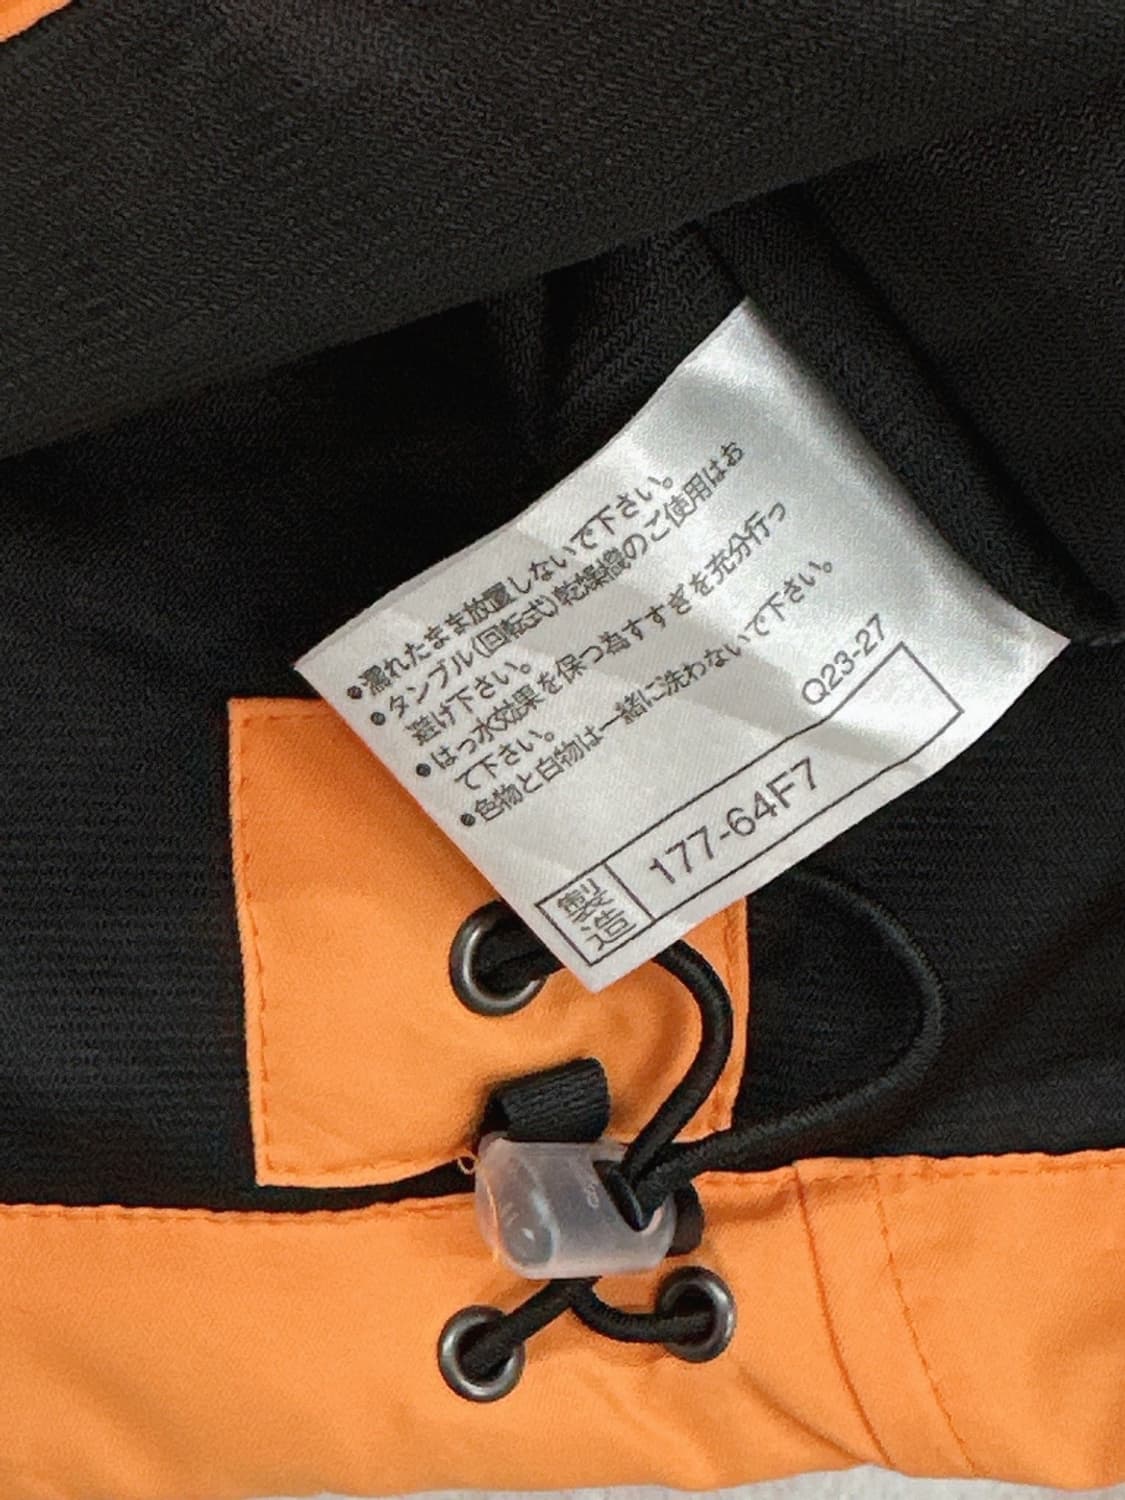 ●濡れたまま放置しないで下さい。
●タンブル(回転式)乾燥機のご使用はお
避け下さい。
●はっ水効果を保つ為すすぎを充分行っ
て下さい。
●色物と白物は一緒に洗わないで下さい。
Q23-27
製造 177-64F7